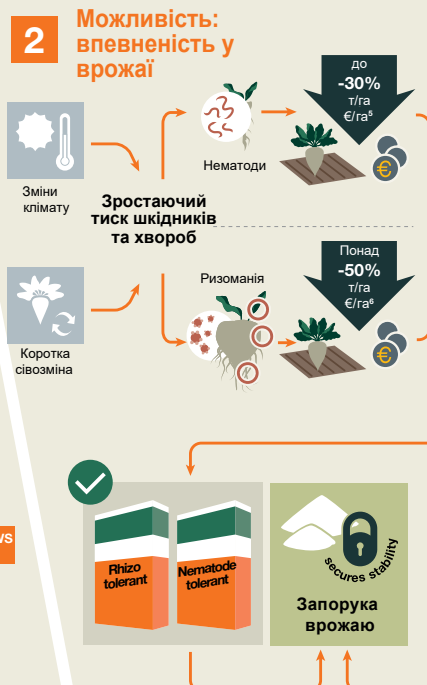 2
Можливість:
впевненість у
врожаї
до
-30%
т/га
€/га⁵
Нематоди
Зміни
клімату
Зростаючий
тиск шкідників
та хвороб
Понад
-50%
т/га
€/га⁶
Ризоманія
Коротка
сівозміна
€
€
WS
Rhizo
tolerant
Nematode
tolerant
secures stability
Запорука
врожаю